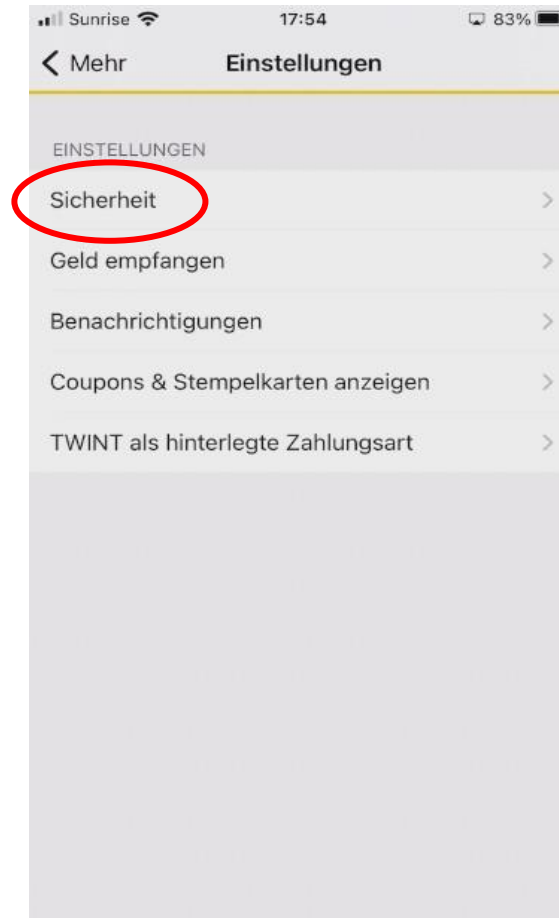 Sunrise 17:54 83%
Mehr Einstellungen
EINSTELLUNGEN
Sicherheit
Geld empfangen
Benachrichtigungen
Coupons & Stempelkarten anzeigen
TWINT als hinterlegte Zahlungsart